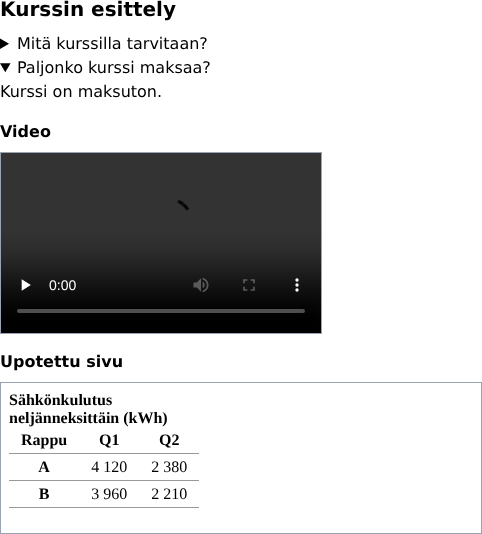 Kurssin esittely
Mitä kurssilla tarvitaan?
Paljonko kurssi maksaa?
Kurssi on maksuton.
Video
0:00
Upotettu sivu
Sähkönkulutus
neljänneksittäin (kWh)
Rappu Q1 Q2
A 4 120 2 380
B 3 960 2 210